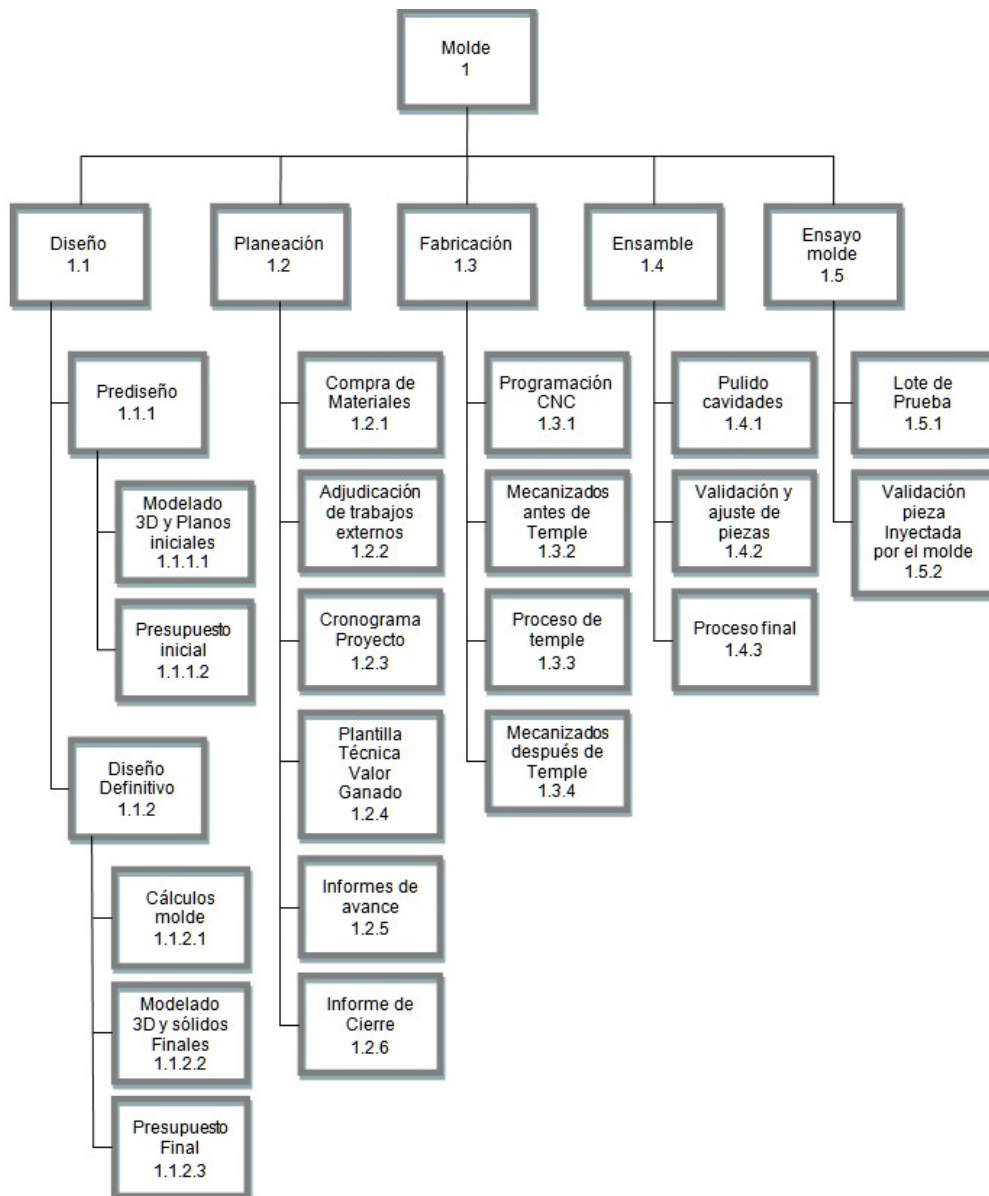 Molde
1
Diseño
1.1
Planeación
1.2
Fabricación
1.3
Ensamble
1.4
Ensayo
molde
1.5
Prediseño
1.1.1
Modelado
3D y Planos
iniciales
1.1.1.1
Presupuesto
inicial
1.1.1.2
Diseño
Definitivo
1.1.2
Cálculos
molde
1.1.2.1
Modelado
3D y sólidos
Finales
1.1.2.2
Presupuesto
Final
1.1.2.3
Compra de
Materiales
1.2.1
Adjudicación
de trabajos
externos
1.2.2
Cronograma
Proyecto
1.2.3
Plantilla
Técnica
Valor
Ganado
1.2.4
Informes de
avance
1.2.5
Informe de
Cierre
1.2.6
Programación
CNC
1.3.1
Mecanizados
antes de
Temple
1.3.2
Proceso de
temple
1.3.3
Mecanizados
después de
Temple
1.3.4
Pulido
cavidades
1.4.1
Validación y
ajuste de
piezas
1.4.2
Proceso final
1.4.3
Lote de
Prueba
1.5.1
Validación
pieza
Inyectada
por el molde
1.5.2